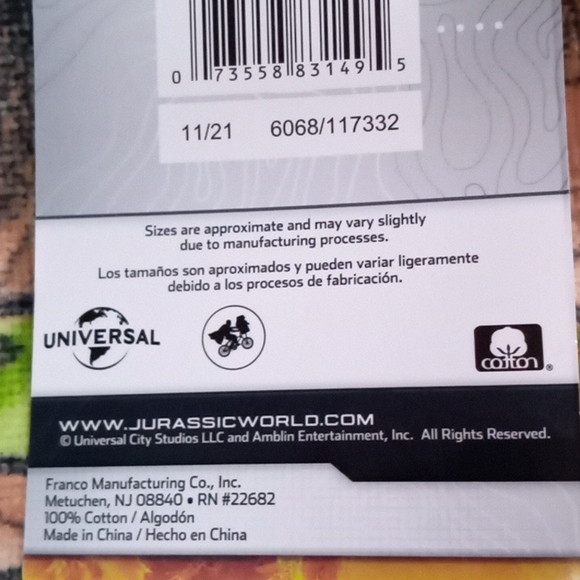 0 73558 83149 5
11/21 6068/117332
Sizes are approximate and may vary slightly
due to manufacturing processes.
Los tamaños son aproximados y pueden variar ligeramente
debido a los procesos de fabricación.
UNIVERSAL
cotton ®
WWW.JURASSICWORLD.COM
© Universal City Studios LLC and Amblin Entertainment, Inc. All Rights Reserved.
Franco Manufacturing Co., Inc.
Metuchen, NJ 08840 • RN #22682
100% Cotton / Algodón
Made in China / Hecho en China